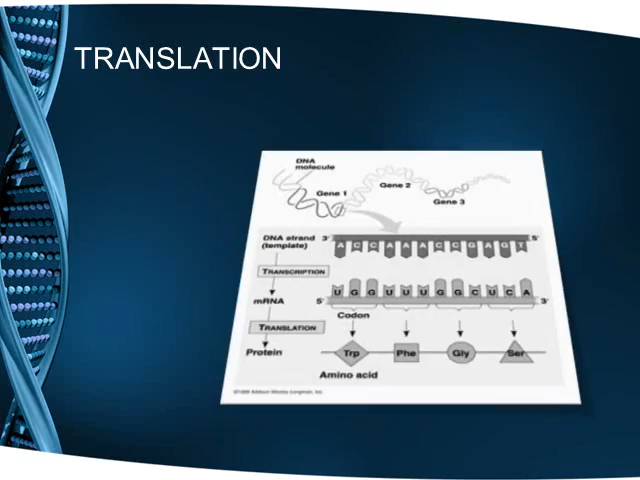 TRANSLATION
DNA
molecule
Gene 1
Gene 2
Gene 3
DNA strand 3' A C C A A A C C G A G T 5'
(template)
TRANSCRIPTION
mRNA 5' U G G U U U G G C U C A 3'
Codon
TRANSLATION
Protein Trp Phe Gly Ser
Amino acid